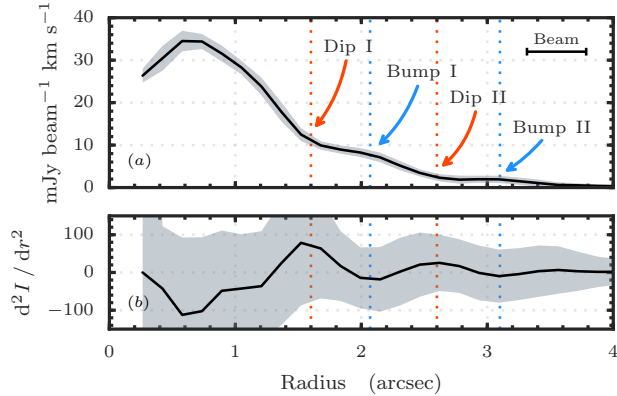 40
30
20
10
0
mJy beam⁻¹ km s⁻¹
Beam
Dip I
Bump I
Dip II
Bump II
(a)
100
0
−100
d²I / dr²
(b)
0 1 2 3 4
Radius (arcsec)